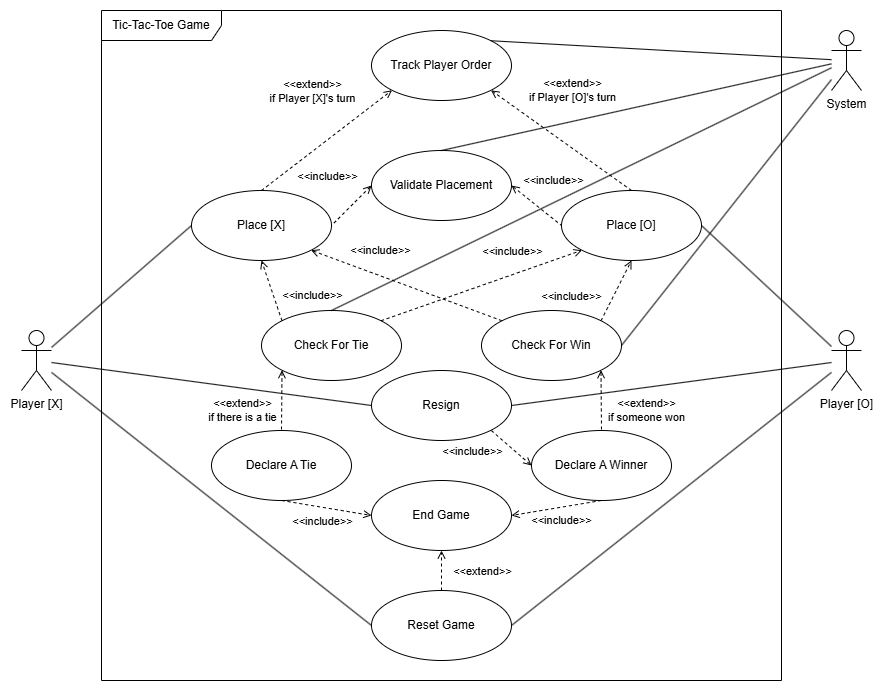 Tic-Tac-Toe Game
Track Player Order
<<extend>>
if Player [X]'s turn
<<extend>>
if Player [O]'s turn
System
<<include>>
Validate Placement
<<include>>
Place [X]
Place [O]
<<include>>
<<include>>
<<include>>
<<include>>
Check For Tie
Check For Win
Player [X]
Player [O]
<<extend>>
if there is a tie
Resign
<<extend>>
if someone won
<<include>>
Declare A Tie
Declare A Winner
<<include>>
End Game
<<include>>
<<extend>>
Reset Game